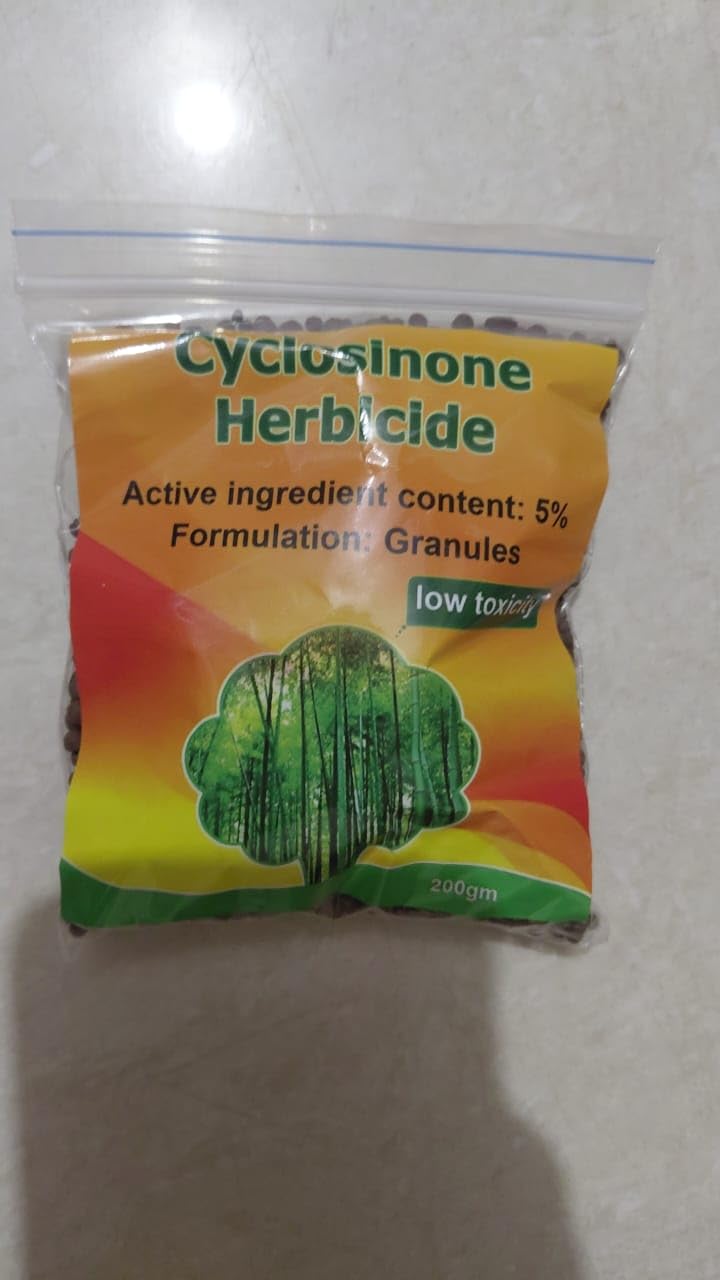 Cyclosinone
Herbicide
Active ingredient content: 5%
Formulation: Granules
low toxicity
200gm